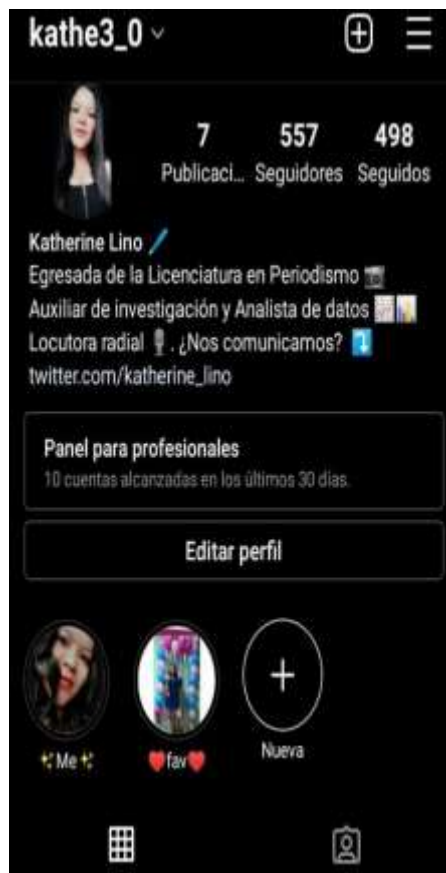 kathe3_0
7 557 498
Publicaci... Seguidores Seguidos
Katherine Lino
Egresada de la Licenciatura en Periodismo
Auxiliar de investigación y Analista de datos
Locutora radial . ¿Nos comunicamos?
twitter.com/katherine_lino
Panel para profesionales
10 cuentas alcanzadas en los últimos 30 días.
Editar perfil
✨Me✨ ♥fav♥ Nueva